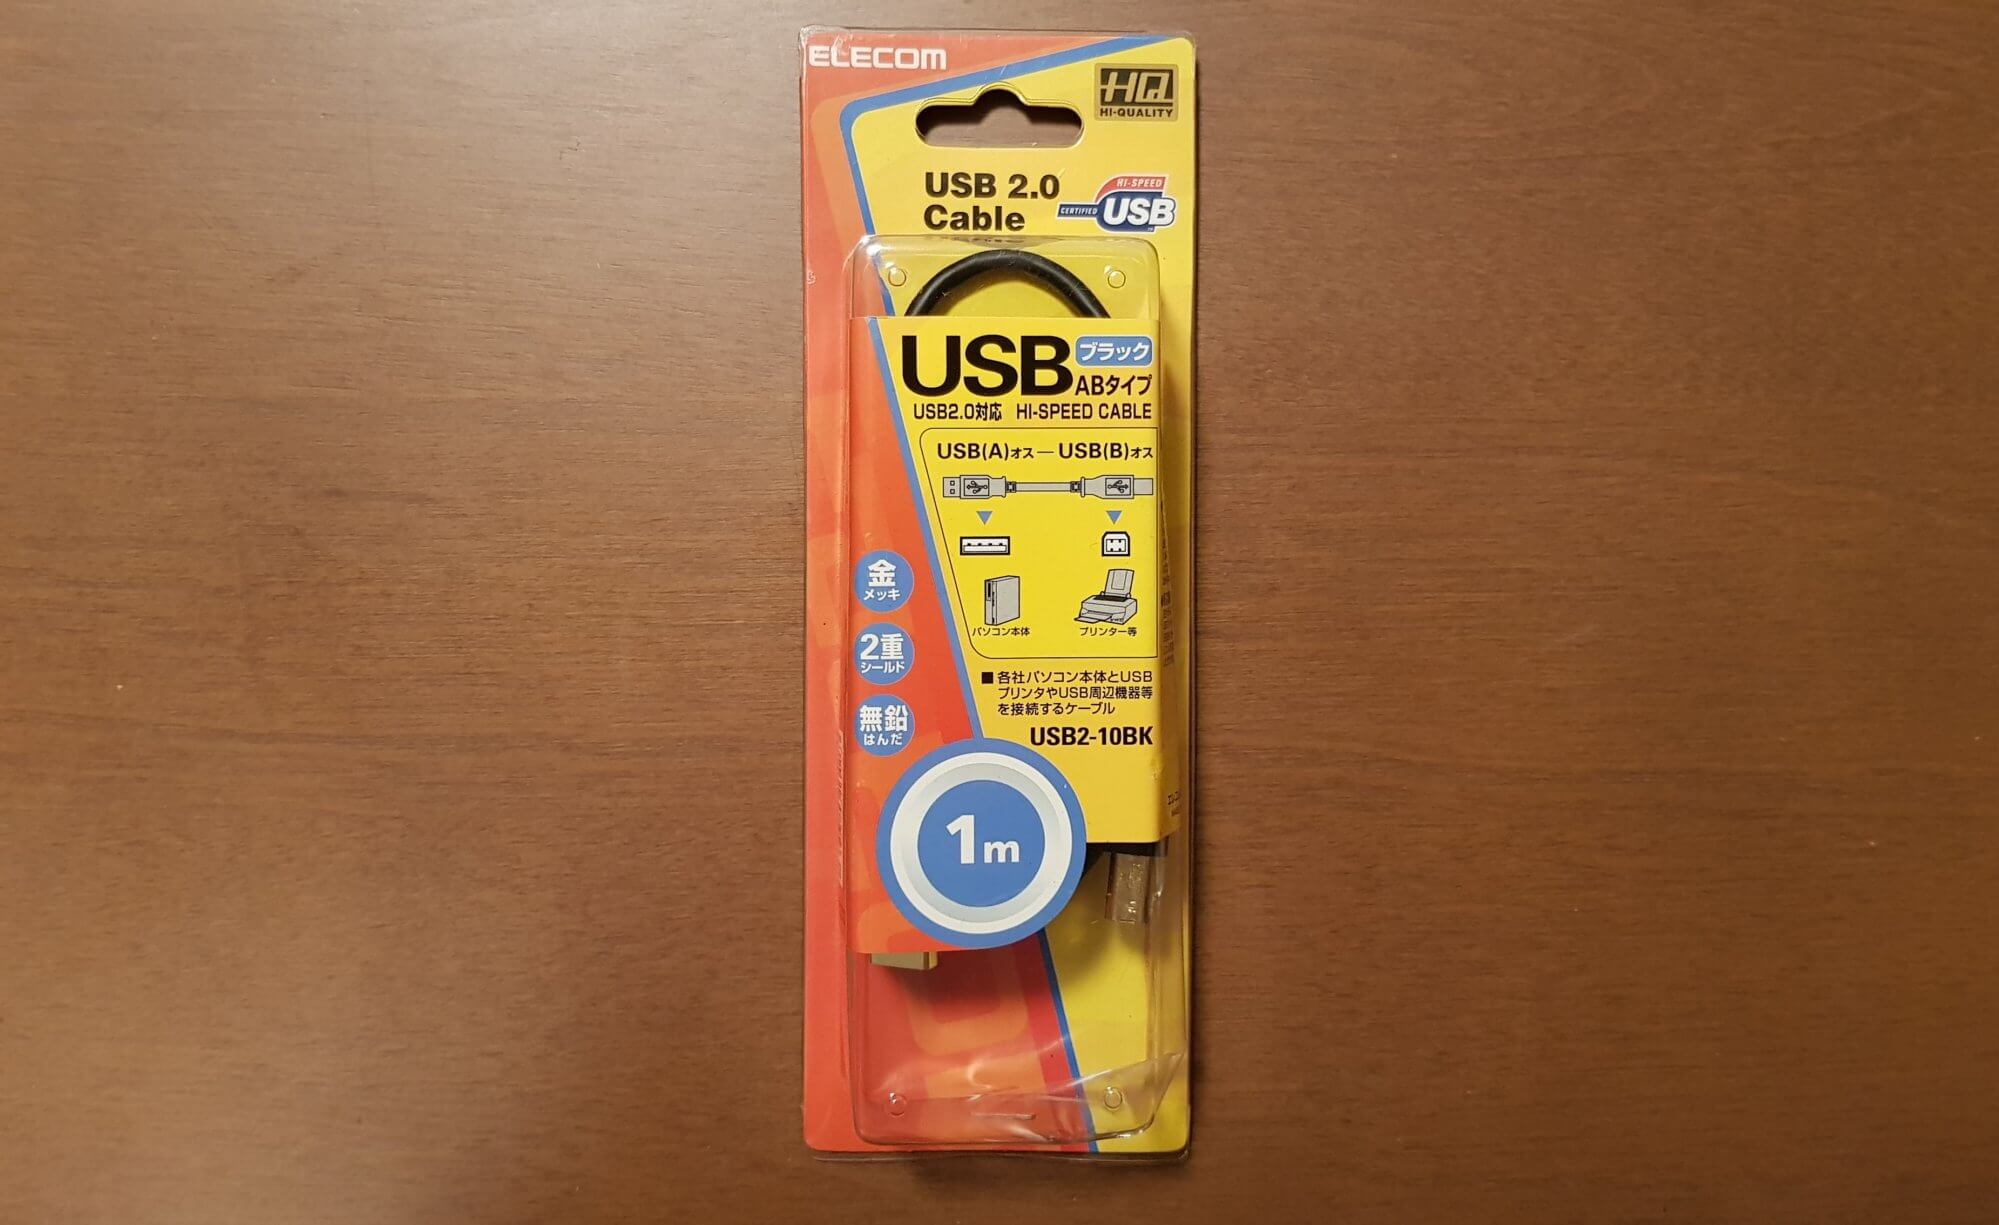 ELECOM
HQ
HI-QUALITY
USB 2.0
Cable
HI-SPEED
CERTIFIED
USB
USB
ブラック
ABタイプ
USB2.0対応 HI-SPEED CABLE
USB(A)オス — USB(B)オス
パソコン本体
プリンター等
金
メッキ
2重
シールド
無鉛
はんだ
■ 各社パソコン本体とUSB
プリンタやUSB周辺機器等
を接続するケーブル
USB2-10BK
1m